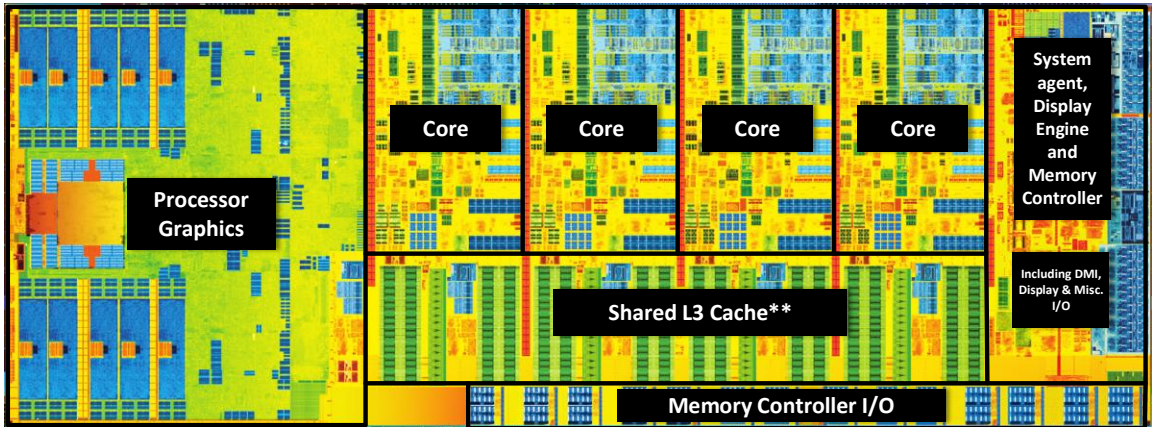 Processor
Graphics
Core
Core
Core
Core
Shared L3 Cache**
Memory Controller I/O
System
agent,
Display
Engine
and
Memory
Controller
Including DMI,
Display & Misc.
I/O